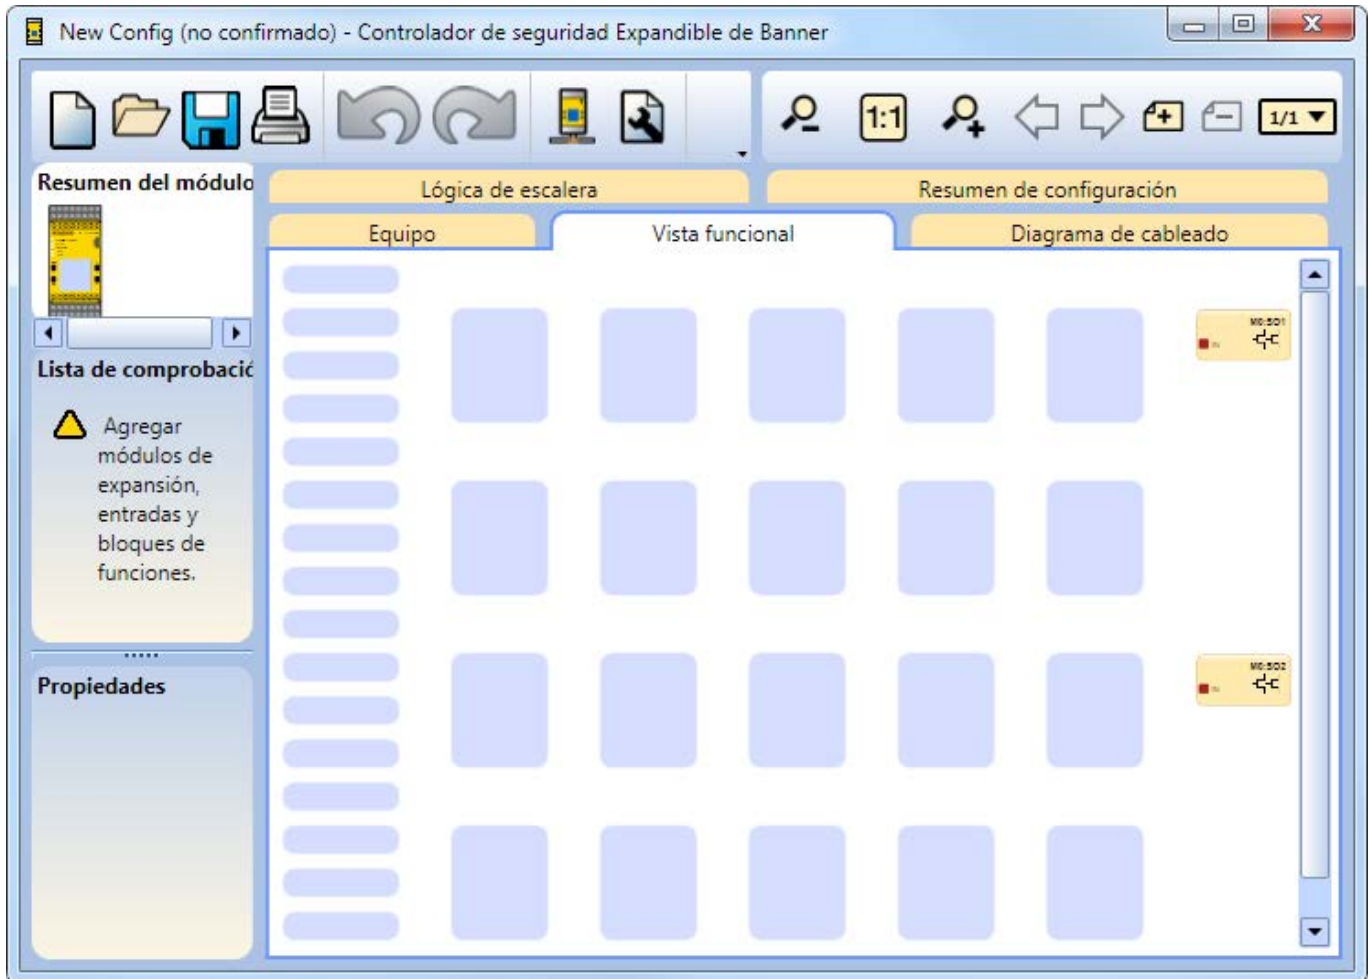 New Config (no confirmado) - Controlador de seguridad Expandible de Banner
1:1
1/1
Resumen del módulo
Lógica de escalera
Resumen de configuración
Equipo
Vista funcional
Diagrama de cableado
M0:SO1
IN
Lista de comprobació
Agregar
módulos de
expansión,
entradas y
bloques de
funciones.
M0:SO2
IN
Propiedades